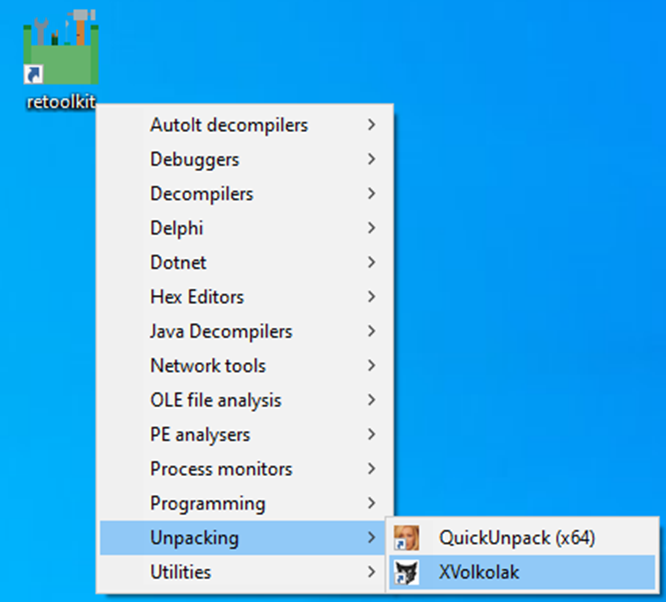 retoolkit
AutoIt decompilers
Debuggers
Decompilers
Delphi
Dotnet
Hex Editors
Java Decompilers
Network tools
OLE file analysis
PE analysers
Process monitors
Programming
Unpacking
QuickUnpack (x64)
Utilities
XVolkolak